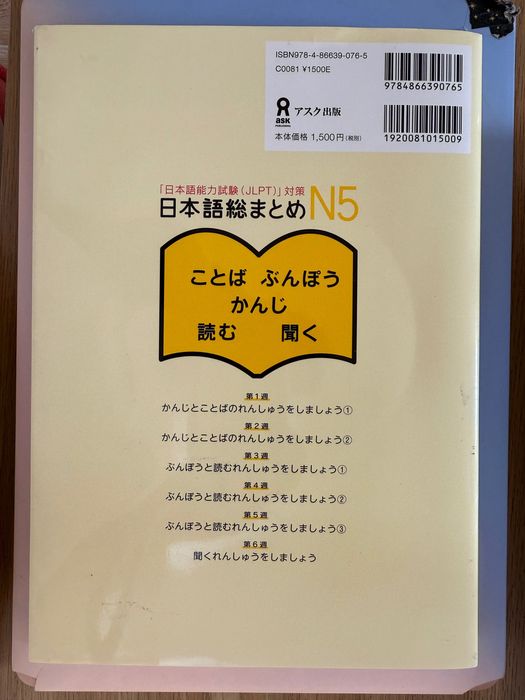 ISBN978-4-86639-076-5
C0081 ¥1500E
9784866390765
ask
PUBLISHING
アスク出版
本体価格 1,500円(税別)
1920081015009
「日本語能力試験(JLPT)」対策
日本語総まとめN5
ことば ぶんぽう
かんじ
読む 聞く
第1週
かんじとことばのれんしゅうをしましょう①
第2週
かんじとことばのれんしゅうをしましょう②
第3週
ぶんぽうと読むれんしゅうをしましょう①
第4週
ぶんぽうと読むれんしゅうをしましょう②
第5週
ぶんぽうと読むれんしゅうをしましょう③
第6週
聞くれんしゅうをしましょう